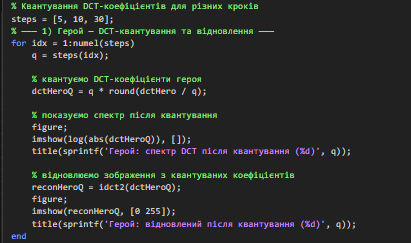 % Квантування DCT-коефіцієнтів для різних кроків
steps = [5, 10, 30];
% —— 1) Герой — DCT-квантування та відновлення ——
for idx = 1:numel(steps)
q = steps(idx);
% квантуємо DCT-коефіцієнти героя
dctHeroQ = q * round(dctHero / q);
% показуємо спектр після квантування
figure;
imshow(log(abs(dctHeroQ)), []);
title(sprintf('Герой: спектр DCT після квантування (%d)', q));
% відновлюємо зображення з квантуваних коефіцієнтів
reconHeroQ = idct2(dctHeroQ);
figure;
imshow(reconHeroQ, [0 255]);
title(sprintf('Герой: відновлений після квантування (%d)', q));
end